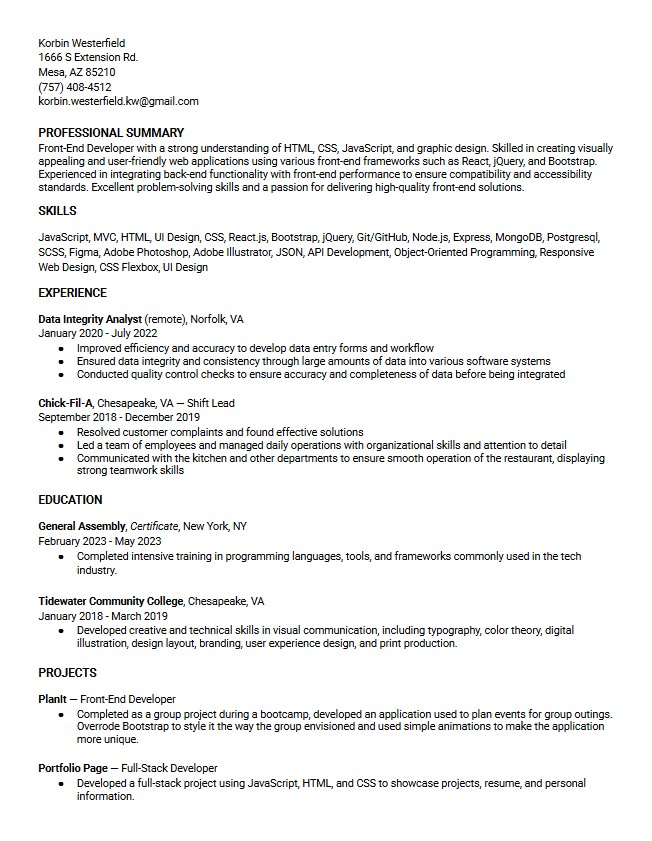 Korbin Westerfield
1666 S Extension Rd.
Mesa, AZ 85210
(757) 408-4512
korbin.westerfield.kw@gmail.com
PROFESSIONAL SUMMARY
Front-End Developer with a strong understanding of HTML, CSS, JavaScript, and graphic design. Skilled in creating visually
appealing and user-friendly web applications using various front-end frameworks such as React, jQuery, and Bootstrap.
Experienced in integrating back-end functionality with front-end performance to ensure compatibility and accessibility
standards. Excellent problem-solving skills and a passion for delivering high-quality front-end solutions.
SKILLS
JavaScript, MVC, HTML, UI Design, CSS, React.js, Bootstrap, jQuery, Git/GitHub, Node.js, Express, MongoDB, Postgresql,
SCSS, Figma, Adobe Photoshop, Adobe Illustrator, JSON, API Development, Object-Oriented Programming, Responsive
Web Design, CSS Flexbox, UI Design
EXPERIENCE
Data Integrity Analyst (remote), Norfolk, VA
January 2020 - July 2022
● Improved efficiency and accuracy to develop data entry forms and workflow
● Ensured data integrity and consistency through large amounts of data into various software systems
● Conducted quality control checks to ensure accuracy and completeness of data before being integrated
Chick-Fil-A, Chesapeake, VA — Shift Lead
September 2018 - December 2019
● Resolved customer complaints and found effective solutions
● Led a team of employees and managed daily operations with organizational skills and attention to detail
● Communicated with the kitchen and other departments to ensure smooth operation of the restaurant, displaying
strong teamwork skills
EDUCATION
General Assembly, Certificate, New York, NY
February 2023 - May 2023
● Completed intensive training in programming languages, tools, and frameworks commonly used in the tech
industry.
Tidewater Community College, Chesapeake, VA
January 2018 - March 2019
● Developed creative and technical skills in visual communication, including typography, color theory, digital
illustration, design layout, branding, user experience design, and print production.
PROJECTS
PlanIt — Front-End Developer
● Completed as a group project during a bootcamp, developed an application used to plan events for group outings.
Overrode Bootstrap to style it the way the group envisioned and used simple animations to make the application
more unique.
Portfolio Page — Full-Stack Developer
● Developed a full-stack project using JavaScript, HTML, and CSS to showcase projects, resume, and personal
information.